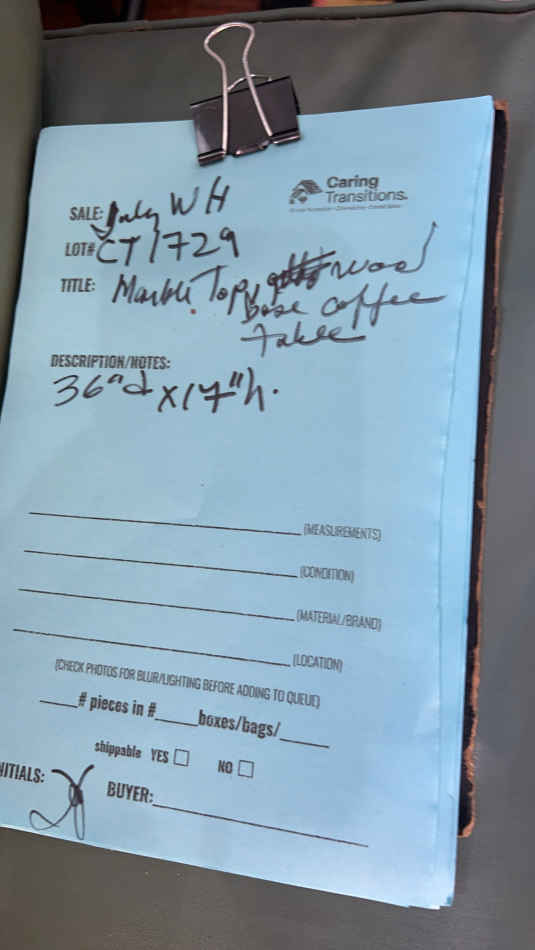 Caring
Transitions
SALE: July WH
LOT# CT1729
TITLE: Marble Top, wood
base coffee
table
DESCRIPTION/NOTES:
36"d x 17"h.
(MEASUREMENTS)
(CONDITION)
(MATERIAL/BRAND)
(LOCATION)
(CHECK PHOTOS FOR BLUR/LIGHTING BEFORE ADDING TO QUEUE)
# pieces in # boxes/bags/
shippable YES NO
NITIALS:
BUYER: